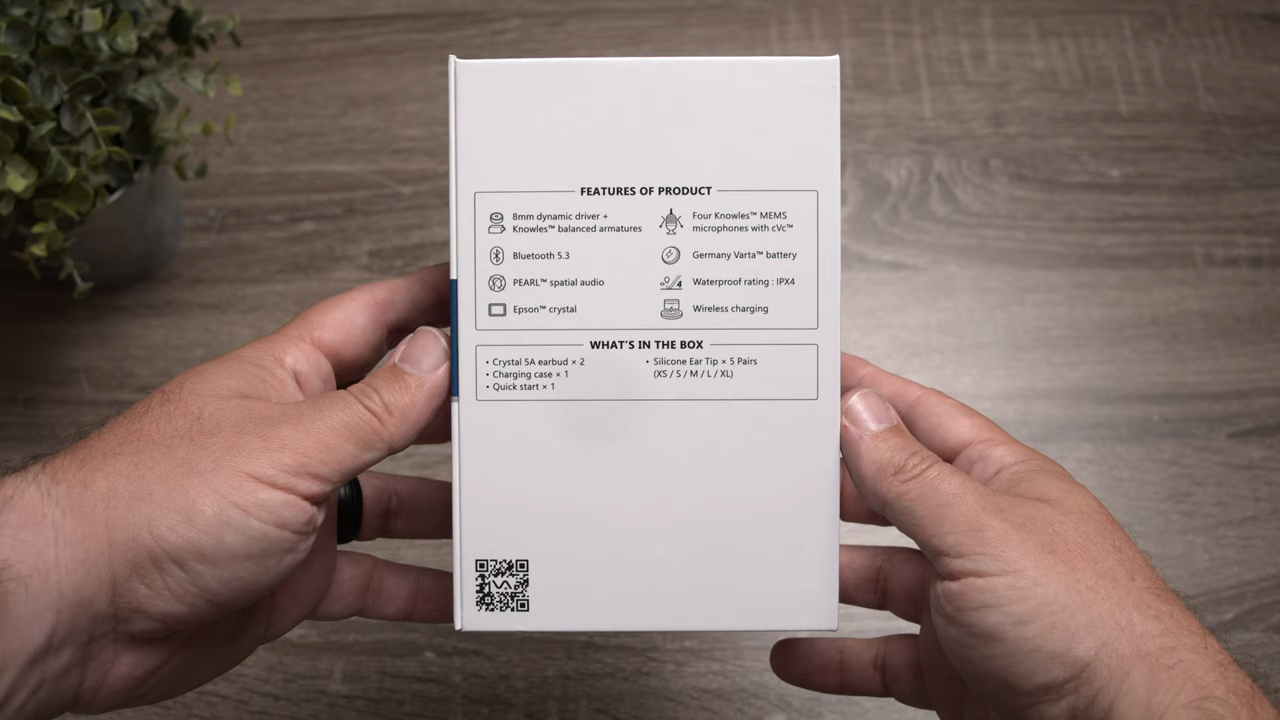 FEATURES OF PRODUCT
8mm dynamic driver +
Knowles™ balanced armatures
Four Knowles™ MEMS
microphones with cVc™
Bluetooth 5.3
Germany Varta™ battery
PEARL™ spatial audio
Waterproof rating : IPX4
Epson™ crystal
Wireless charging
WHAT'S IN THE BOX
• Crystal 5A earbud × 2
• Charging case × 1
• Quick start × 1
• Silicone Ear Tip × 5 Pairs
(XS / S / M / L / XL)